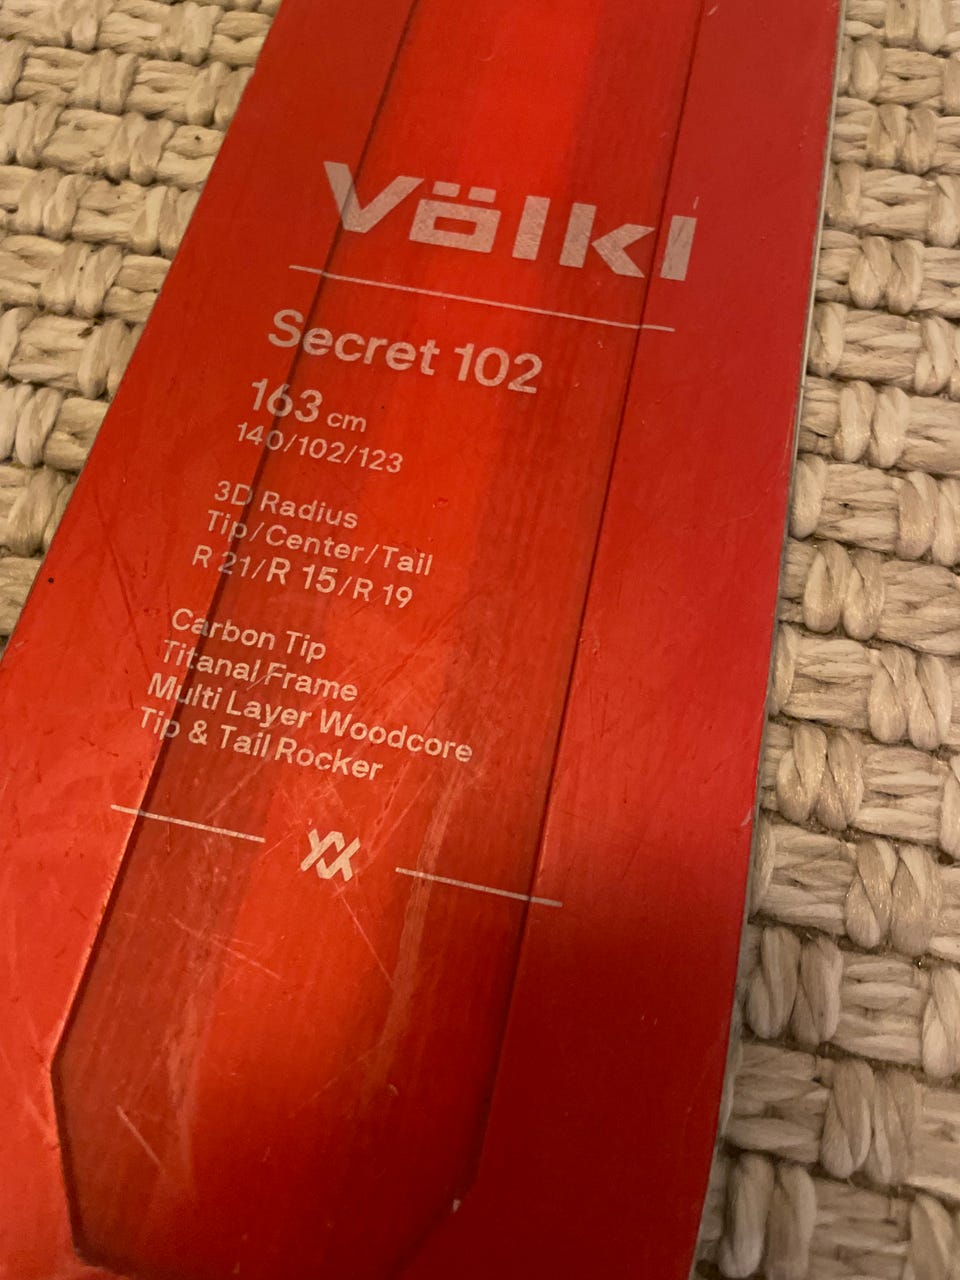 Völkl
Secret 102
163 cm
140/102/123
3D Radius
Tip/Center/Tail
R 21/R 15/R 19
Carbon Tip
Titanal Frame
Multi Layer Woodcore
Tip & Tail Rocker